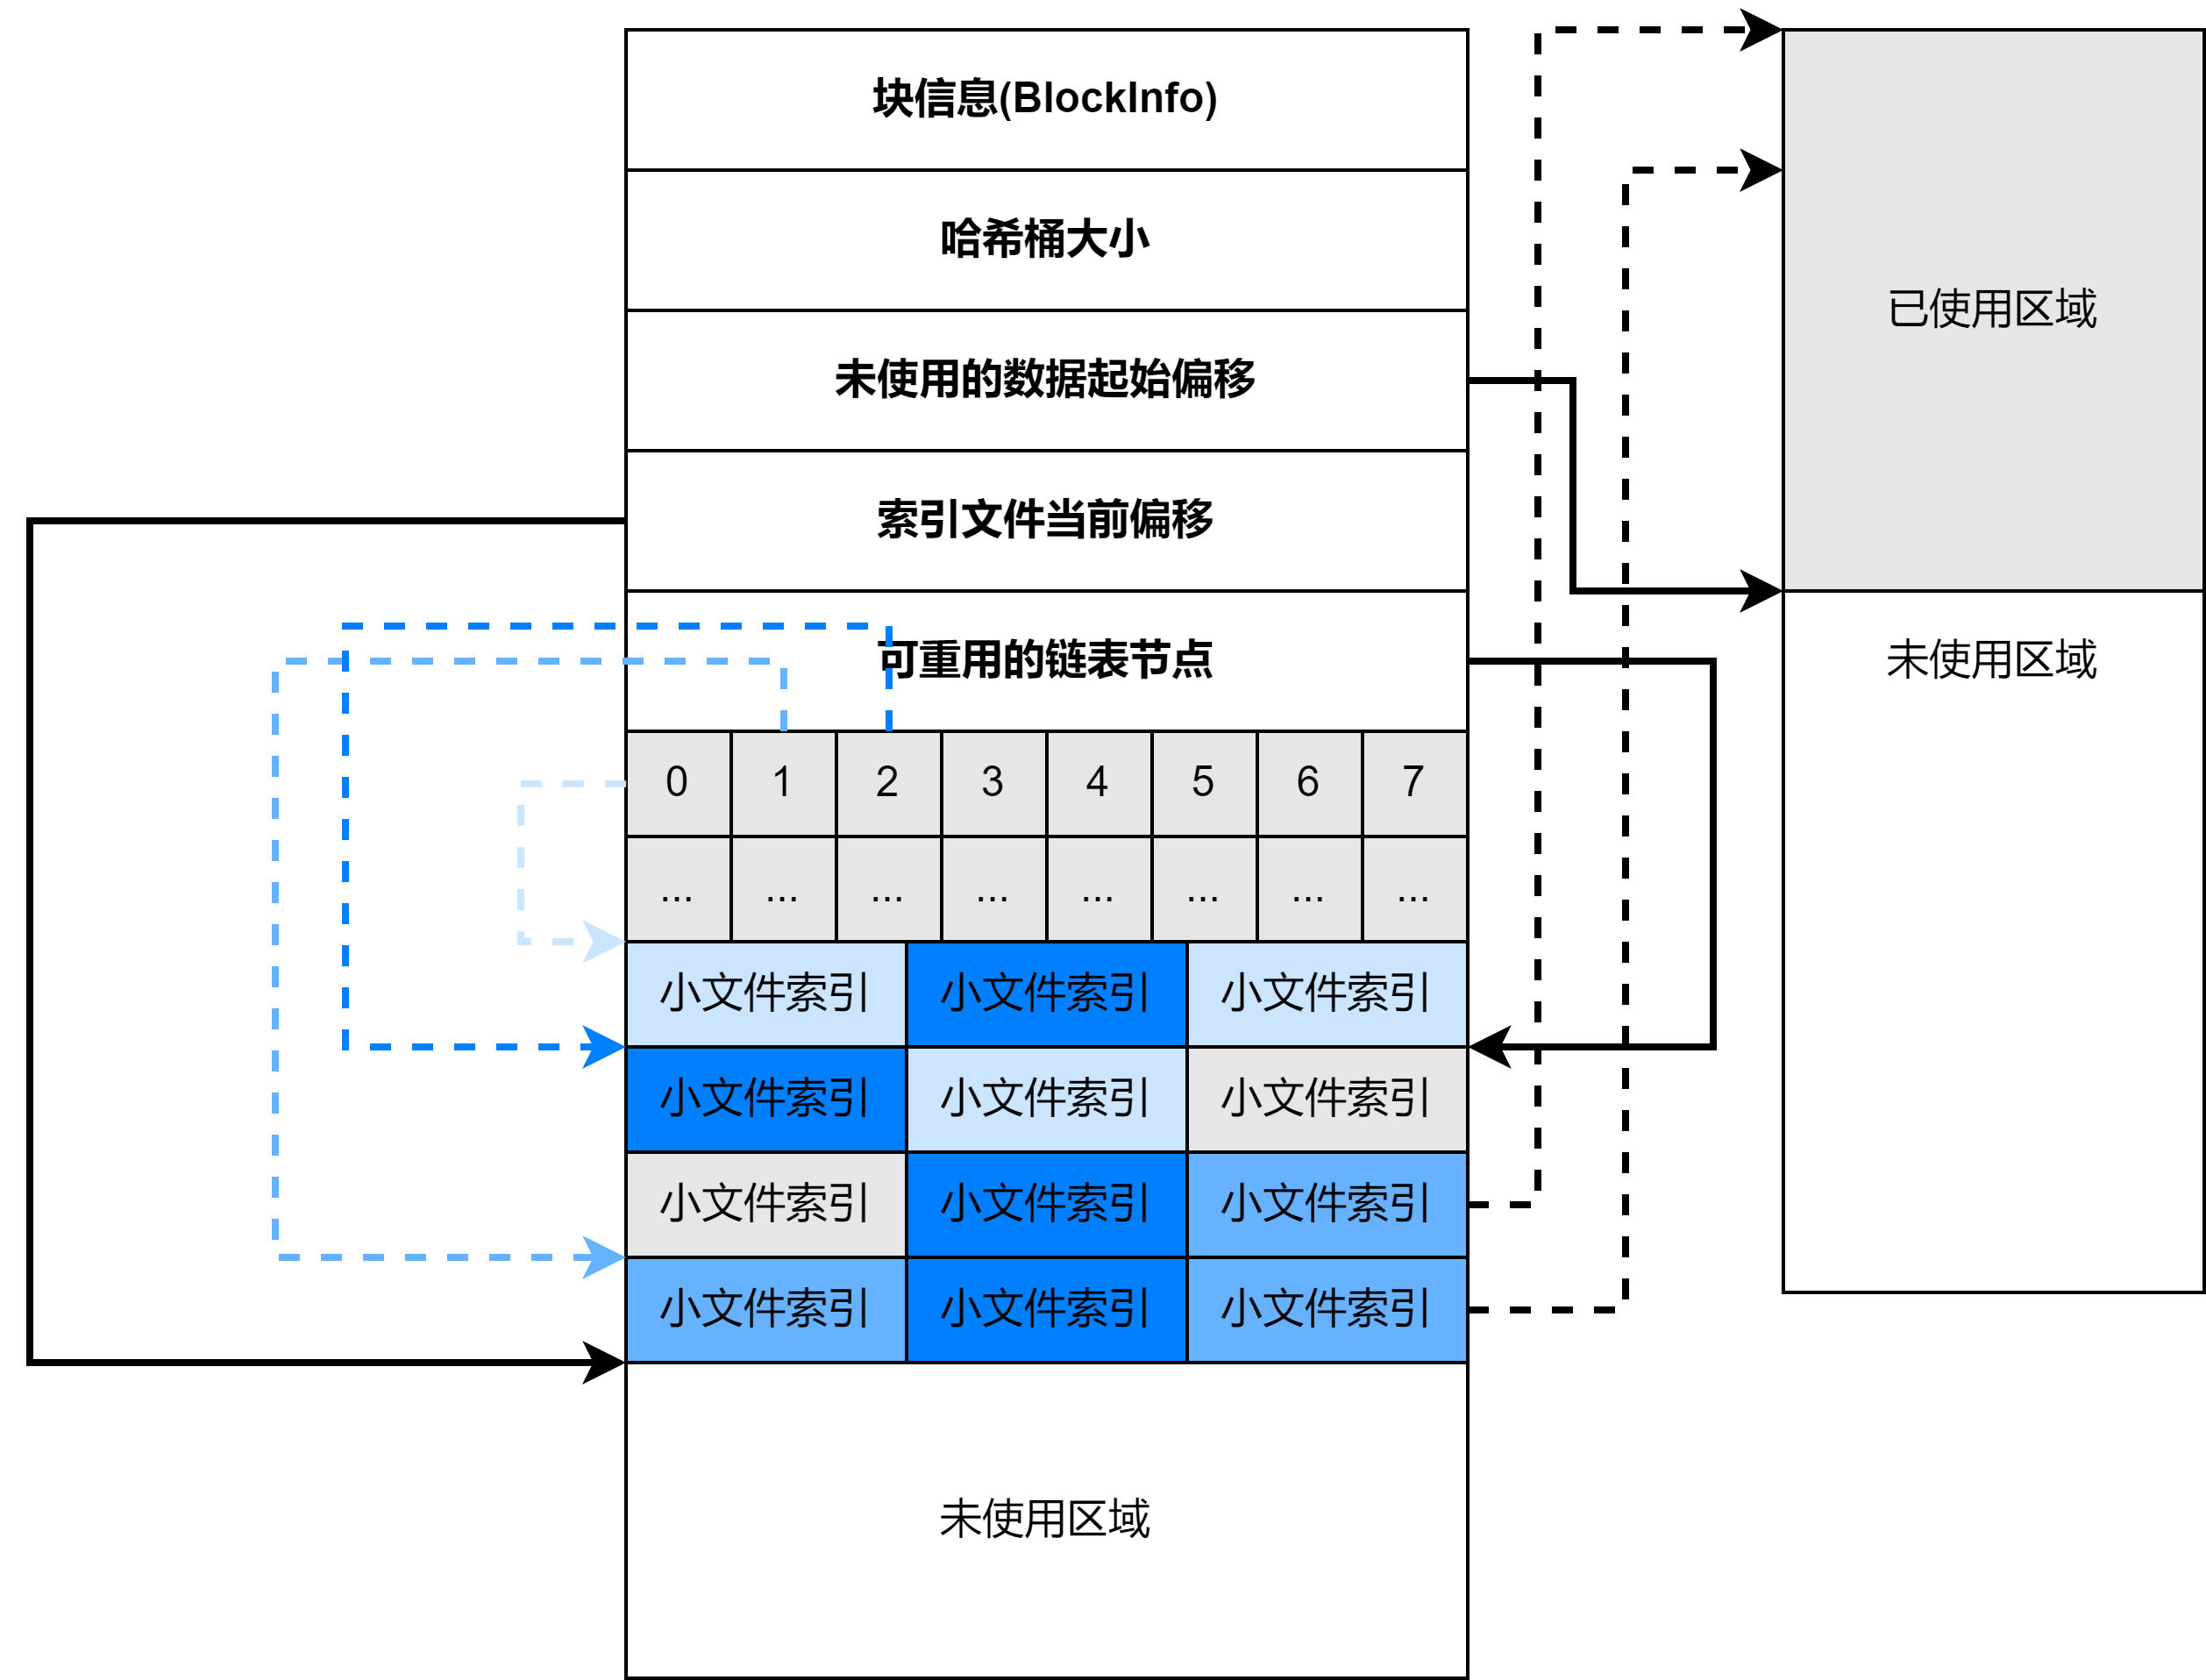 块信息(BlockInfo)
哈希桶大小
已使用区域
未使用的数据起始偏移
索引文件当前偏移
可重用的链表节点
未使用区域
0 1 2 3 4 5 6 7
... ... ... ... ... ... ... ...
小文件索引 小文件索引 小文件索引
小文件索引 小文件索引 小文件索引
小文件索引 小文件索引 小文件索引
小文件索引 小文件索引 小文件索引
未使用区域